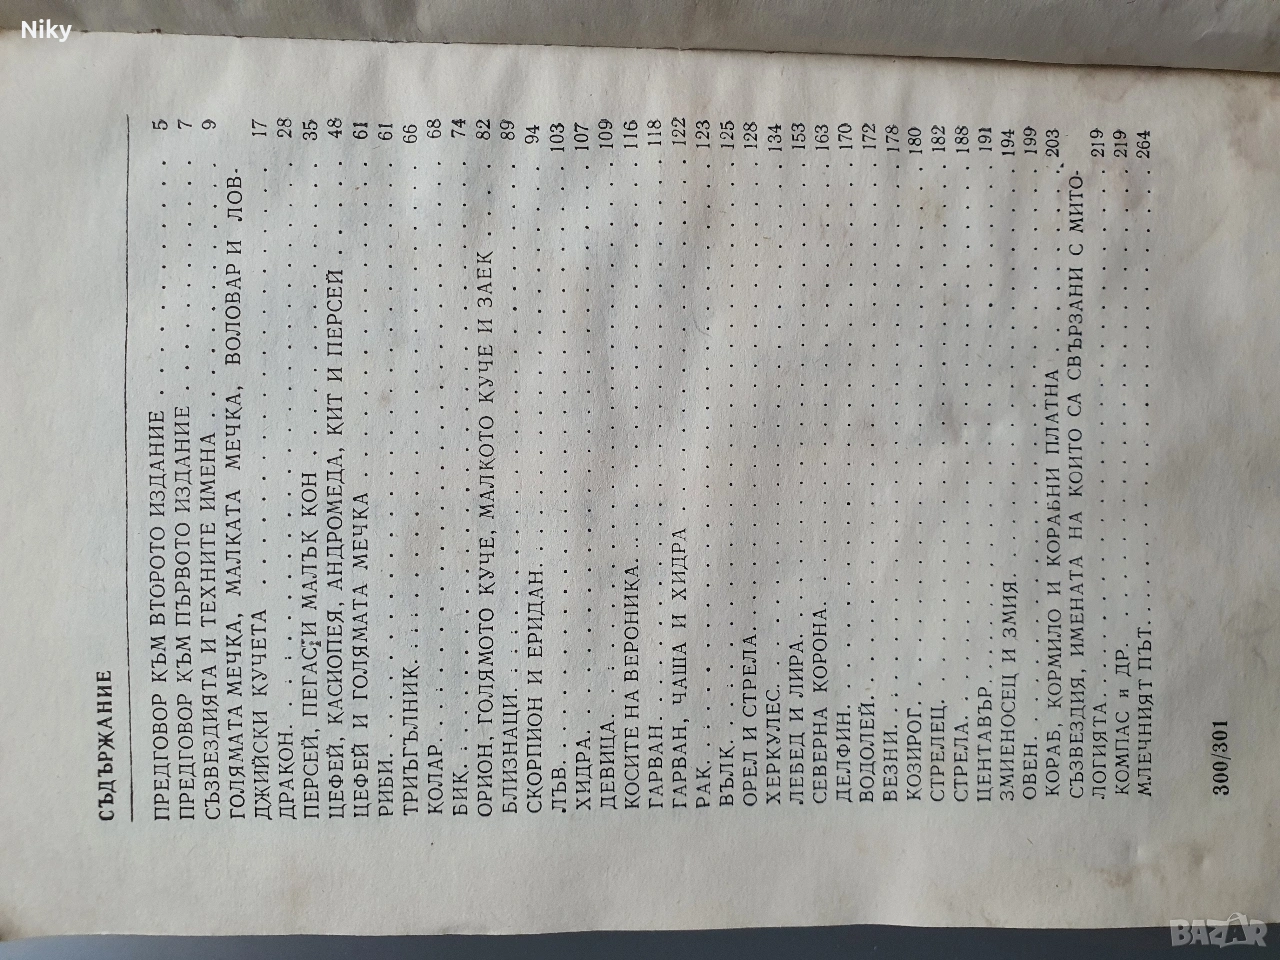 Niky
СЪДЪРЖАНИЕ
ПРЕДГОВОР КЪМ ВТОРОТО ИЗДАНИЕ . . . . . . . . . . 5
ПРЕДГОВОР КЪМ ПЪРВОТО ИЗДАНИЕ . . . . . . . . . . 7
СЪЗВЕЗДИЯТА И ТЕХНИТЕ ИМЕНА . . . . . . . . . . 9
ГОЛЯМАТА МЕЧКА, МАЛКАТА МЕЧКА, ВОЛОВАР И ЛОВ-
ДЖИЙСКИ КУЧЕТА . . . . . . . . . . 17
ДРАКОН. . . . . . . . . . 28
ПЕРСЕЙ, ПЕГАС И МАЛЪК КОН . . . . . . . . . . 35
ЦЕФЕЙ, КАСИОПЕЯ, АНДРОМЕДА, КИТ И ПЕРСЕЙ . . . . 48
ЦЕФЕЙ И ГОЛЯМАТА МЕЧКА . . . . . . . . . . 61
РИБИ. . . . . . . . . . 61
ТРИЪГЪЛНИК. . . . . . . . . . 66
КОЛАР. . . . . . . . . . 68
БИК. . . . . . . . . . 74
ОРИОН, ГОЛЯМОТО КУЧЕ, МАЛКОТО КУЧЕ И ЗАЕК . . . . 82
БЛИЗНАЦИ. . . . . . . . . . 89
СКОРПИОН И ЕРИДАН. . . . . . . . . . 94
ЛЪВ. . . . . . . . . . 103
ХИДРА. . . . . . . . . . 107
ДЕВИЦА. . . . . . . . . . 109
КОСИТЕ НА ВЕРОНИКА. . . . . . . . . . 116
ГАРВАН. . . . . . . . . . 118
ГАРВАН, ЧАША И ХИДРА . . . . . . . . . . 122
РАК. . . . . . . . . . 123
ВЪЛК. . . . . . . . . . 125
ОРЕЛ И СТРЕЛА. . . . . . . . . . 128
ХЕРКУЛЕС. . . . . . . . . . 134
ЛЕБЕД И ЛИРА. . . . . . . . . . 153
СЕВЕРНА КОРОНА. . . . . . . . . . 163
ДЕЛФИН. . . . . . . . . . 170
ВОДОЛЕЙ. . . . . . . . . . 172
ВЕЗНИ. . . . . . . . . . 178
КОЗИРОГ. . . . . . . . . . 180
СТРЕЛЕЦ. . . . . . . . . . 182
СТРЕЛА. . . . . . . . . . 188
ЦЕНТАВЪР. . . . . . . . . . 191
ЗМИЕНОСЕЦ И ЗМИЯ. . . . . . . . . . 194
ОВЕН. . . . . . . . . . 199
КОРАБ, КОРМИЛО И КОРАБНИ ПЛАТНА . . . . . . . . . . 203
СЪЗВЕЗДИЯ, ИМЕНАТА НА КОИТО СА СВЪРЗАНИ С МИТО-
ЛОГИЯТА. . . . . . . . . . 219
КОМПАС и ДР. . . . . . . . . . 219
МЛЕЧНИЯТ ПЪТ. . . . . . . . . . 264
300/301
BAZAR